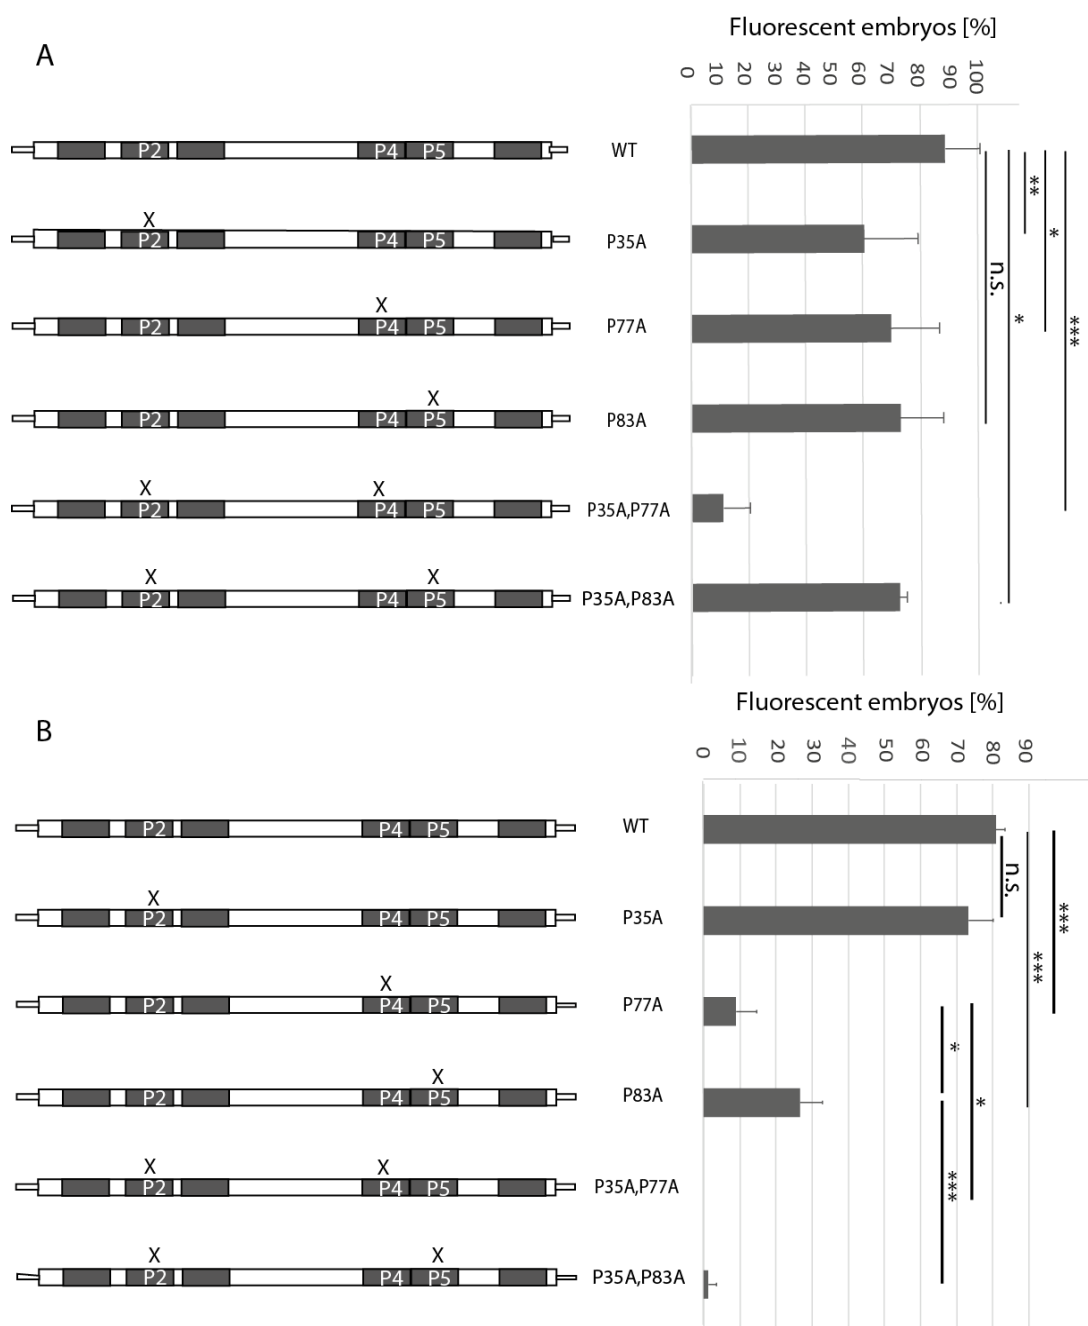 A
Fluorescent embryos [%]
0 10 20 30 40 50 60 70 80 90 100
P2 P4 P5 WT
**
X
P2 P4 P5 P35A
*
n.s.
X
P2 P4 P5 P77A
*
***
X
P2 P4 P5 P83A
X X
P2 P4 P5 P35A,P77A
X X
P2 P4 P5 P35A,P83A
B
Fluorescent embryos [%]
0 10 20 30 40 50 60 70 80 90
P2 P4 P5 WT
n.s.
X
P2 P4 P5 P35A
***
***
X
P2 P4 P5 P77A
*
X
P2 P4 P5 P83A
*
X X
P2 P4 P5 P35A,P77A
***
X X
P2 P4 P5 P35A,P83A